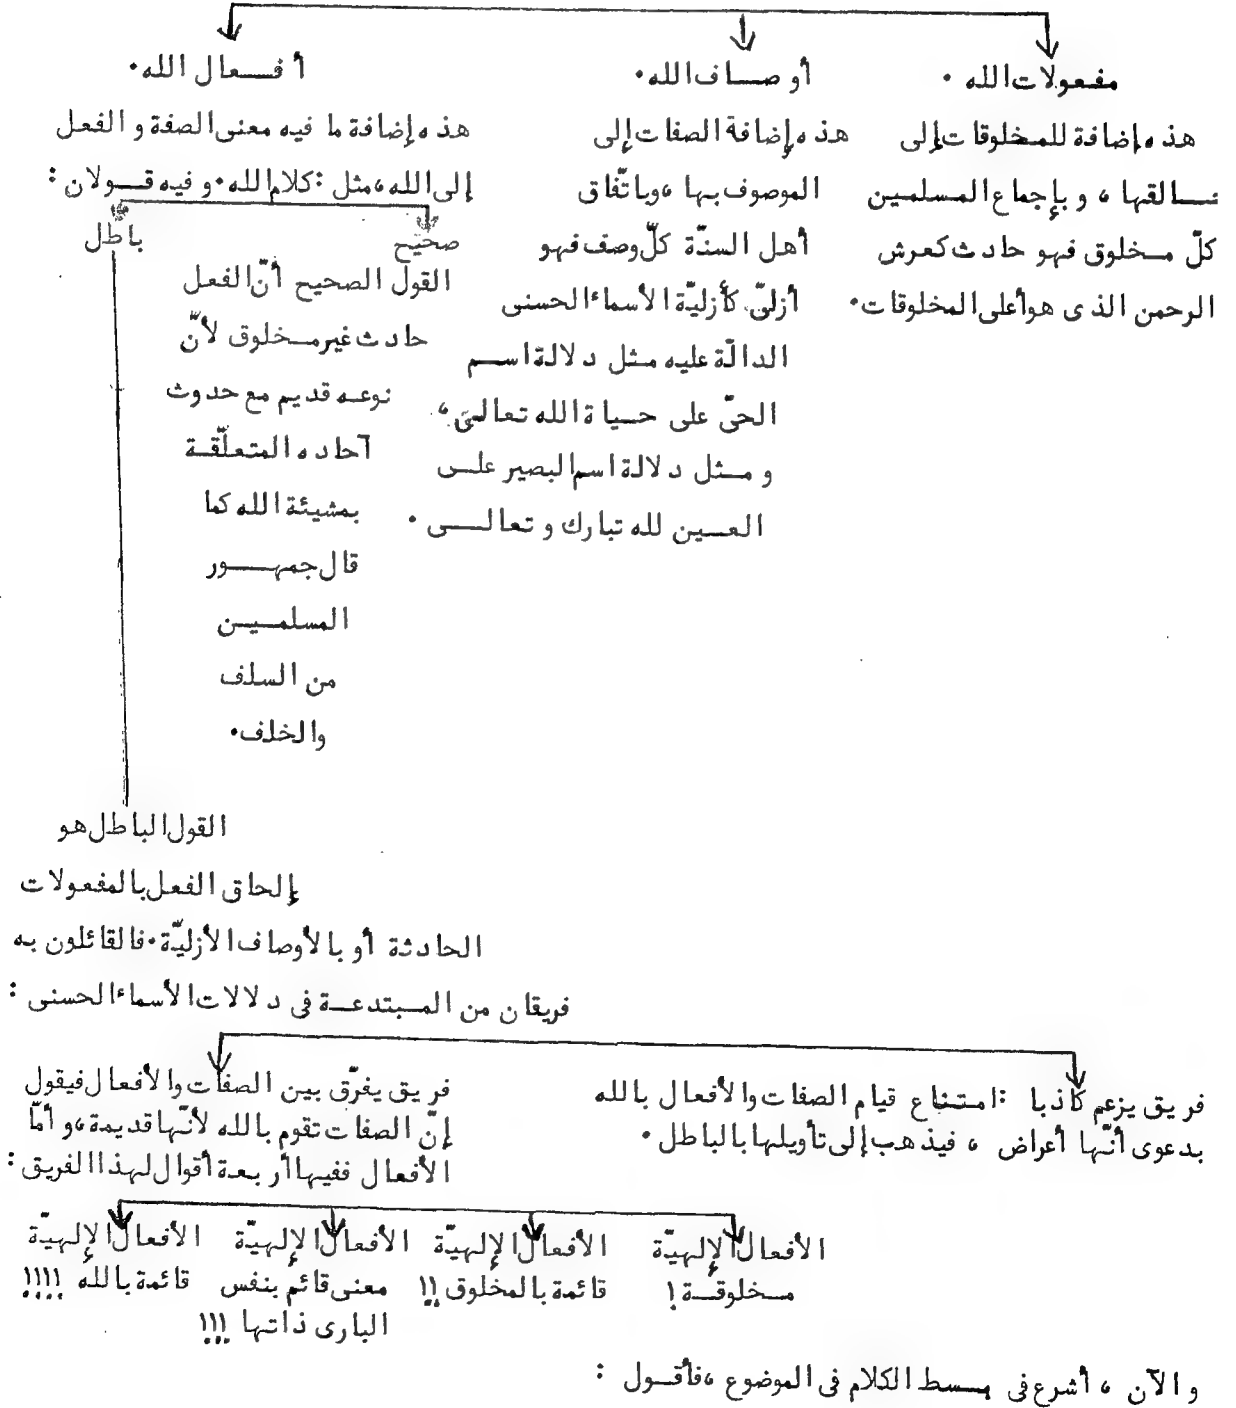 مفعولات الله .
هذه إضافة للمخلوقات إلى
خالقها ، وبإجماع المسلمين
كلّ مخلوق فهو حادث كعرش
الرحمن الذى هو أعلى المخلوقات.
أوصاف الله.
هذه إضافة الصفات إلى
الموصوف بها ، وباتّفاق
أهل السنّة كلّ وصف فهو
أزلىّ كأزليّة الأسماء الحسنى
الدالّة عليه مثل دلالة اسم
الحىّ على حياة الله تعالى ،
ومثل دلالة اسم البصير على
العين لله تبارك وتعالى .
أفعال الله.
هذه إضافة ما فيه معنى الصفة والفعل
إلى الله ، مثل : كلام الله . وفيه قولان :
صحيح
القول الصحيح أنّ الفعل
حادث غير مخلوق لأنّ
نوعه قديم مع حدوث
آحاده المتعلّقة
بمشيئة الله كما
قال جمهور
المسلمين
من السلف
والخلف.
باطل
القول الباطل هو
إلحاق الفعل بالمفعولات
الحادثة أو بالأوصاف الأزليّة . فالقائلون به
فريقان من المبتدعة فى دلالات الأسماء الحسنى :
فريق يزعم كاذبا : امتناع قيام الصفات والأفعال بالله
بدعوى أنّها أعراض ، فيذهب إلى تأويلها بالباطل .
فريق يفرّق بين الصفات والأفعال فيقول
إنّ الصفات تقوم بالله لأنّها قديمة ، وأمّا
الأفعال ففيها أربعة أقوال لهذا الفريق :
الأفعال الإلهيّة
مخلوقة !
الأفعال الإلهيّة
قائمة بالمخلوق !!
الأفعال الإلهيّة
معنى قائم بنفس
البارى ذاتها !!!
الأفعال الإلهيّة
قائمة بالله !!!!
والآن ، أشرع فى بسط الكلام فى الموضوع ، فأقول :